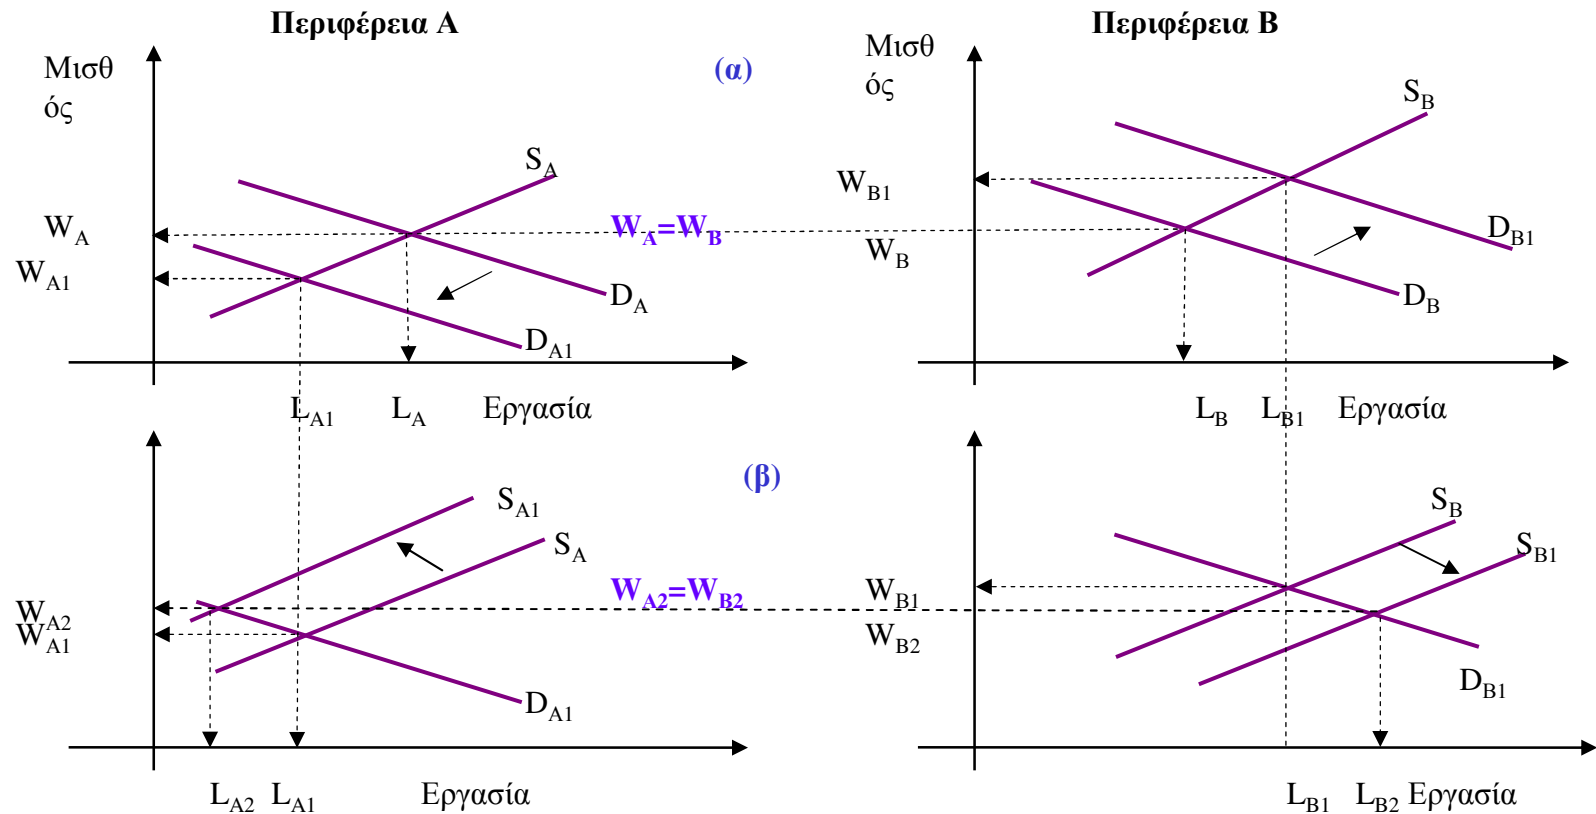 Περιφέρεια Α
Περιφέρεια Β
(α)
Μισθ
ός
Μισθ
ός
S_A
S_B
W_A
W_A1
W_A=W_B
W_B1
W_B
D_A
D_A1
D_B1
D_B
L_A1
L_A
Εργασία
L_B
L_B1
Εργασία
(β)
S_A1
S_A
S_B
S_B1
W_A2
W_A1
W_A2=W_B2
W_B1
W_B2
D_A1
D_B1
L_A2
L_A1
Εργασία
L_B1
L_B2
Εργασία